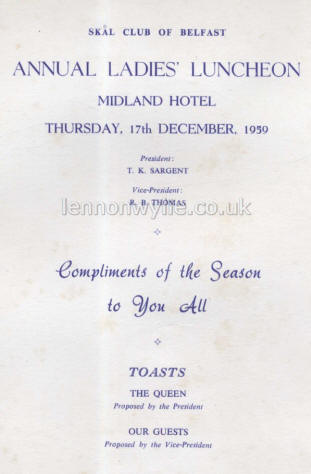 SKÅL CLUB OF BELFAST
ANNUAL LADIES' LUNCHEON
MIDLAND HOTEL
THURSDAY, 17th DECEMBER, 1959
President:
T. K. SARGENT
Vice-President:
R. B. THOMAS
lennonwylie.co.uk
Compliments of the Season
to You All
TOASTS
THE QUEEN
Proposed by the President
OUR GUESTS
Proposed by the Vice-President